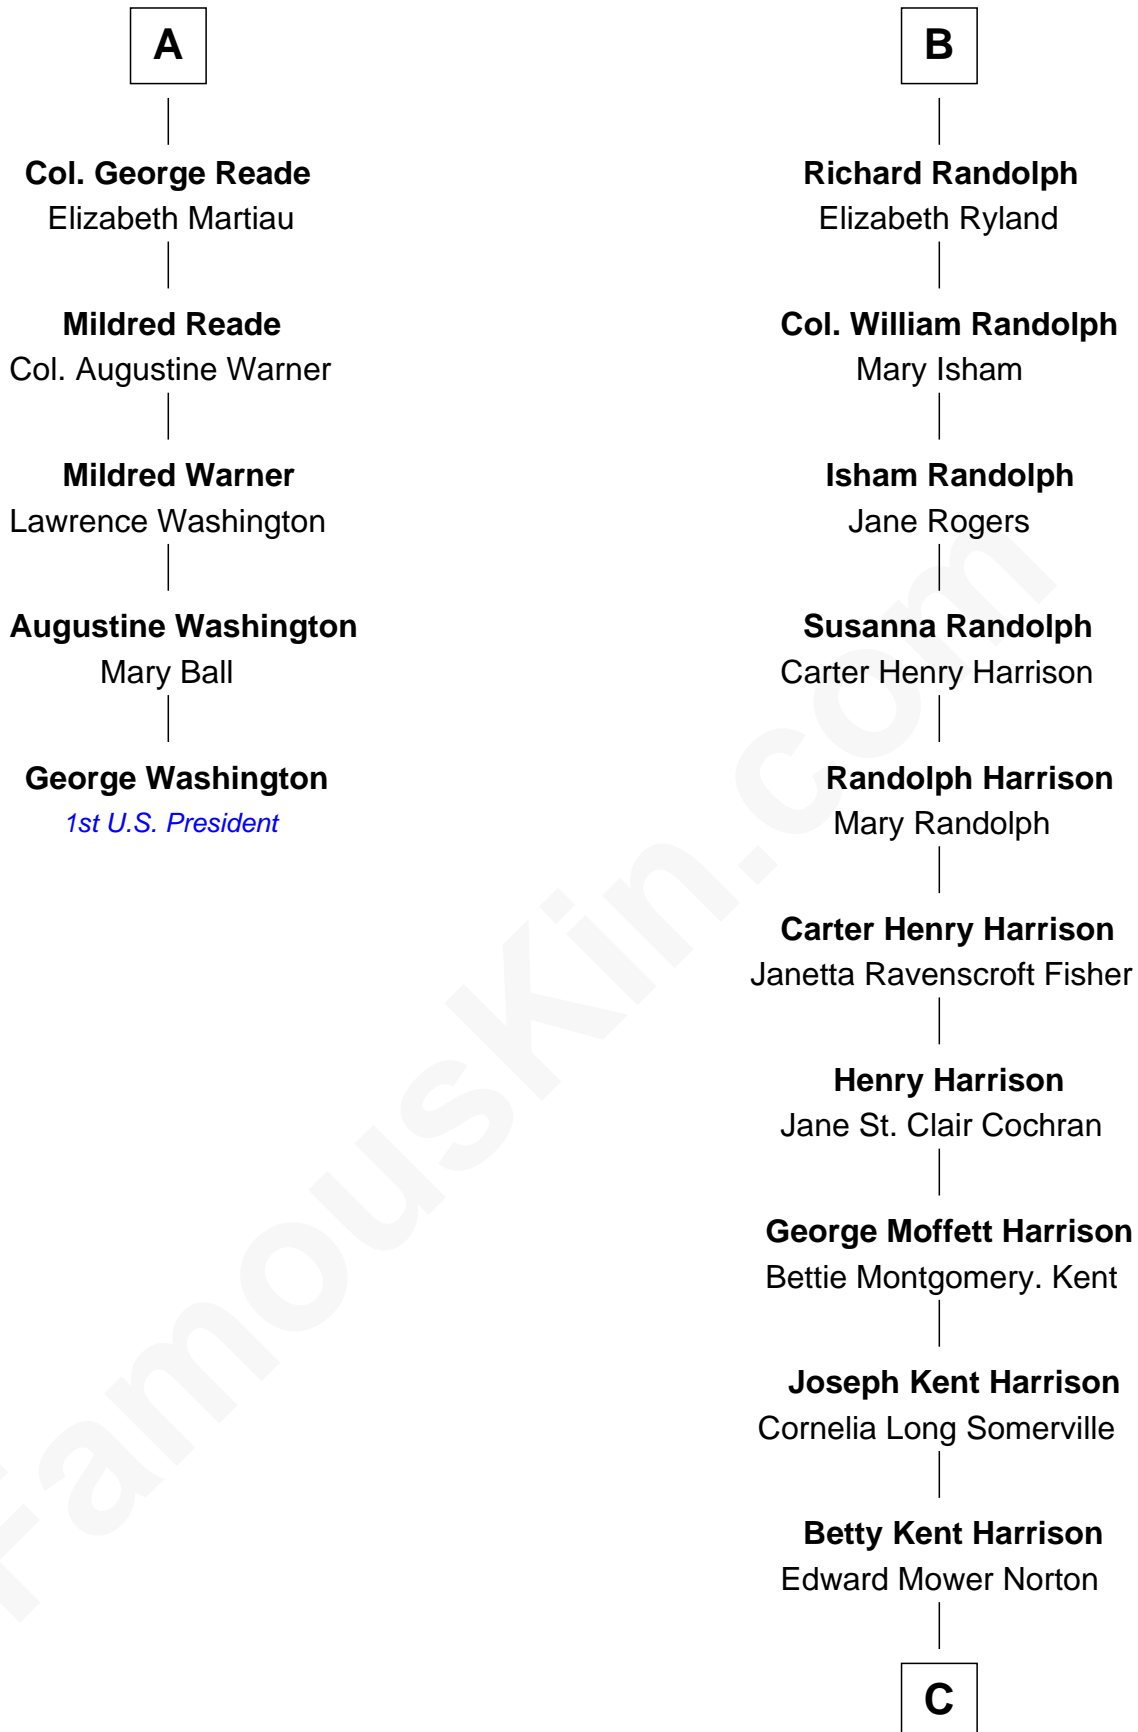 A
Col. George Reade
Elizabeth Martiau
Mildred Reade
Col. Augustine Warner
Mildred Warner
Lawrence Washington
Augustine Washington
Mary Ball
George Washington
1st U.S. President
B
Richard Randolph
Elizabeth Ryland
Col. William Randolph
Mary Isham
Isham Randolph
Jane Rogers
Susanna Randolph
Carter Henry Harrison
Randolph Harrison
Mary Randolph
Carter Henry Harrison
Janetta Ravenscroft Fisher
Henry Harrison
Jane St. Clair Cochran
George Moffett Harrison
Bettie Montgomery. Kent
Joseph Kent Harrison
Cornelia Long Somerville
Betty Kent Harrison
Edward Mower Norton
C
FamousKin.com